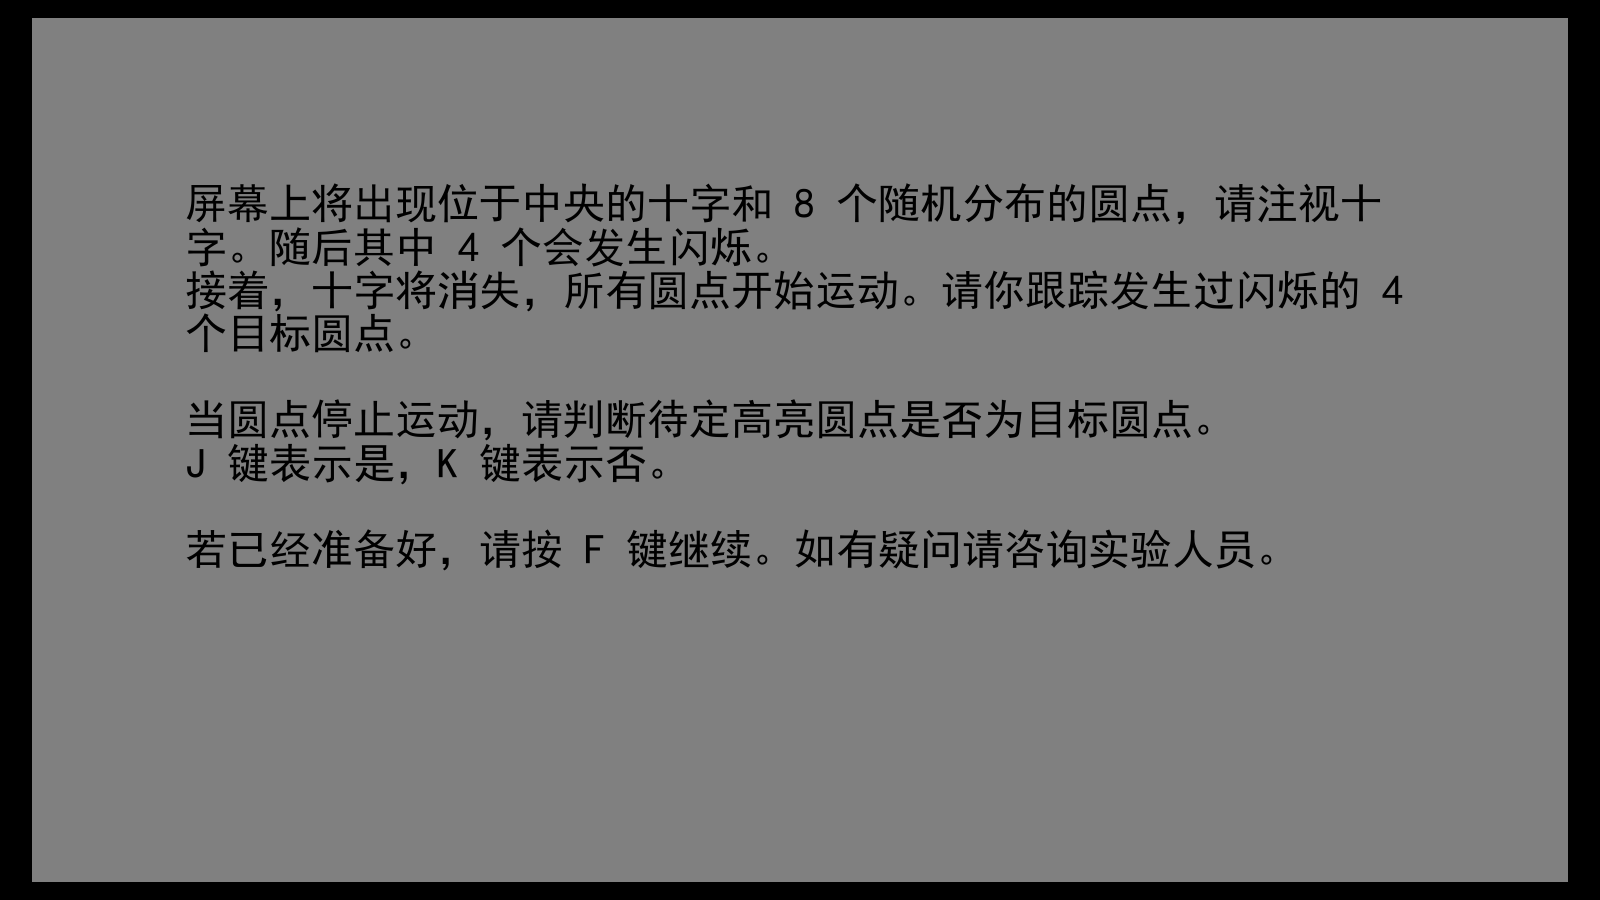 屏幕上将出现位于中央的十字和 8 个随机分布的圆点，请注视十
字。随后其中 4 个会发生闪烁。
接着，十字将消失，所有圆点开始运动。请你跟踪发生过闪烁的 4
个目标圆点。
当圆点停止运动，请判断待定高亮圆点是否为目标圆点。
J 键表示是，K 键表示否。
若已经准备好，请按 F 键继续。如有疑问请咨询实验人员。